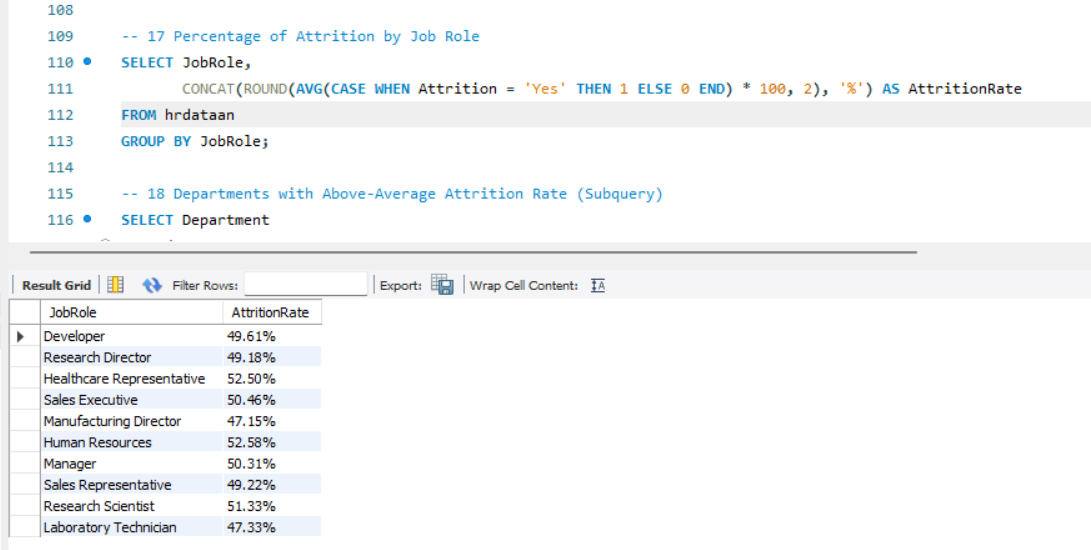 108
109 -- 17 Percentage of Attrition by Job Role
110 SELECT JobRole,
111 CONCAT(ROUND(AVG(CASE WHEN Attrition = 'Yes' THEN 1 ELSE 0 END) * 100, 2), '%') AS AttritionRate
112 FROM hrdataan
113 GROUP BY JobRole;
114
115 -- 18 Departments with Above-Average Attrition Rate (Subquery)
116 SELECT Department
Result Grid Filter Rows: Export: Wrap Cell Content:
JobRole AttritionRate
Developer 49.61%
Research Director 49.18%
Healthcare Representative 52.50%
Sales Executive 50.46%
Manufacturing Director 47.15%
Human Resources 52.58%
Manager 50.31%
Sales Representative 49.22%
Research Scientist 51.33%
Laboratory Technician 47.33%